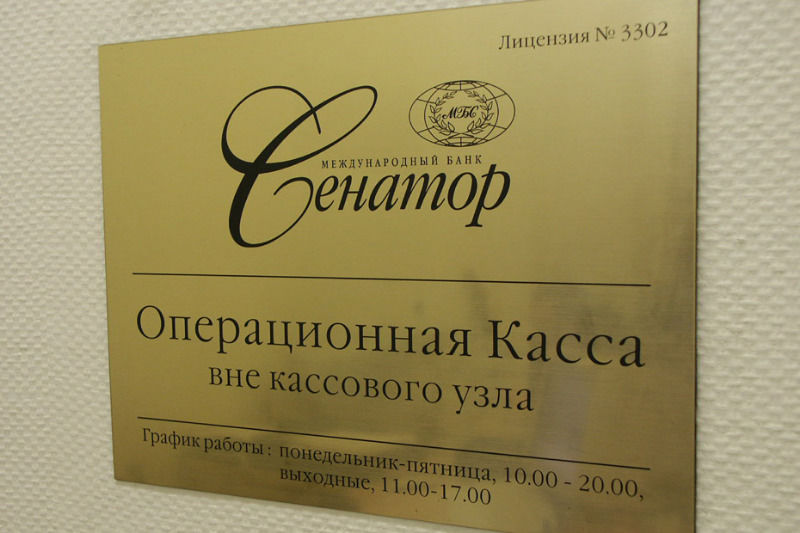 Лицензия № 3302
МБС
МЕЖДУНАРОДНЫЙ БАНК
Сенатор
Операционная Касса
вне кассового узла
График работы : понедельник-пятница, 10.00 - 20.00,
выходные, 11.00-17.00